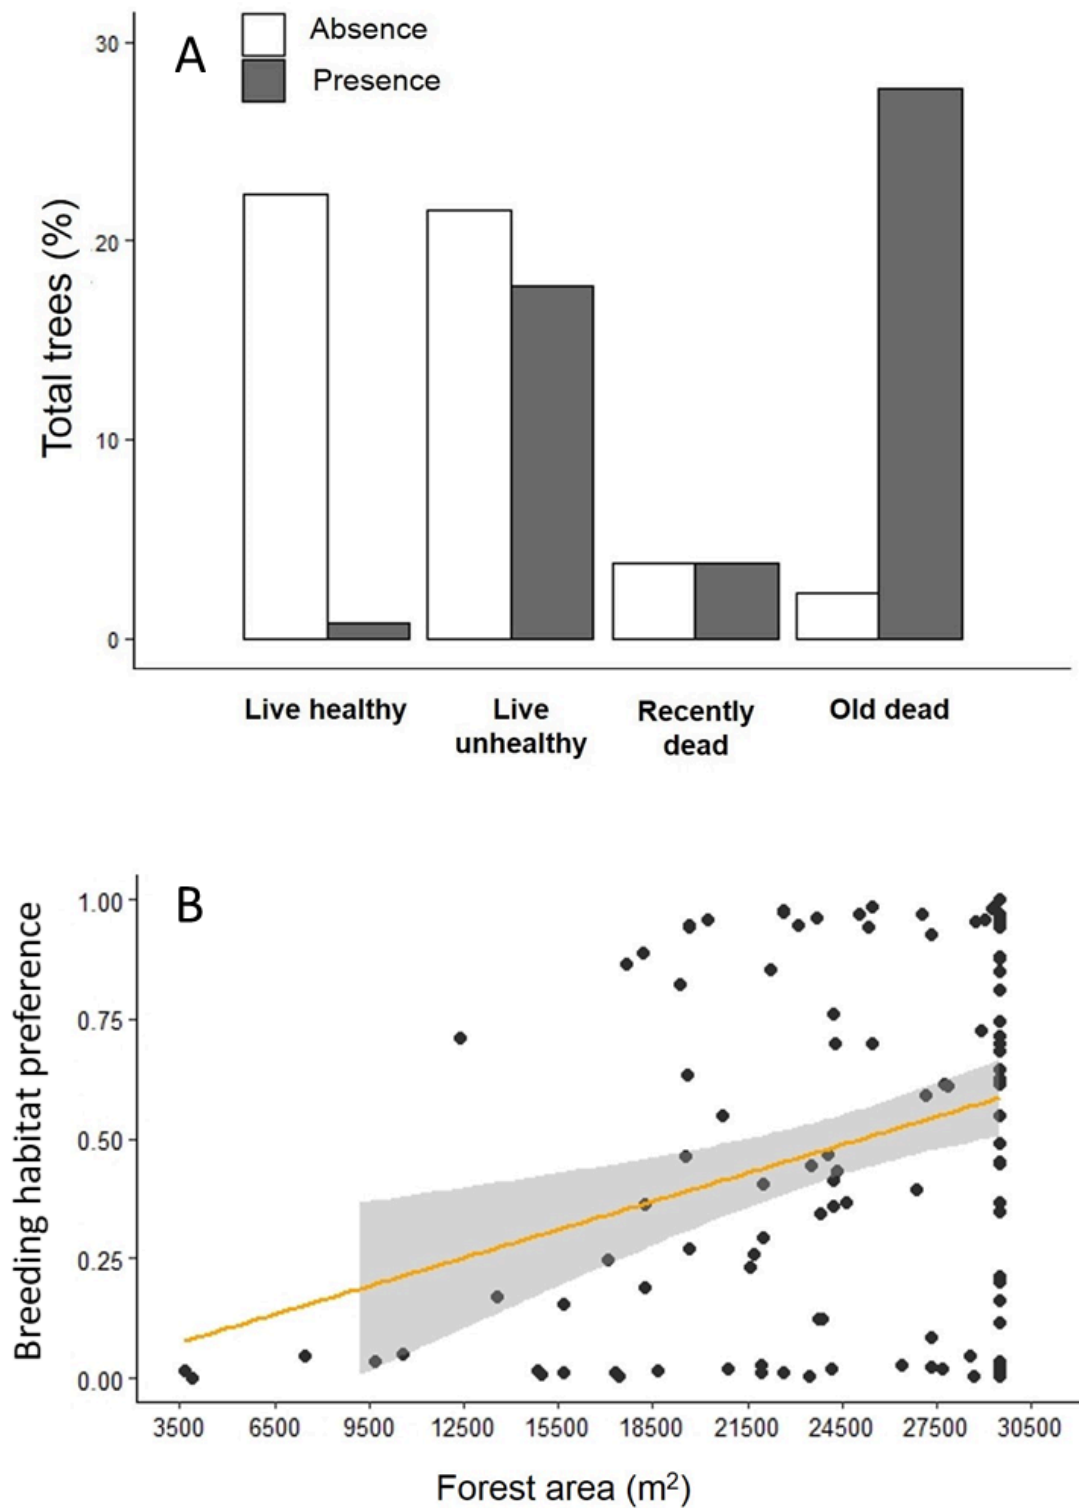 A
Absence
Presence
Total trees (%)
30
20
10
0
Live healthy
Live
unhealthy
Recently
dead
Old dead
B
Breeding habitat preference
1.00
0.75
0.50
0.25
0.00
3500 6500 9500 12500 15500 18500 21500 24500 27500 30500
Forest area (m²)